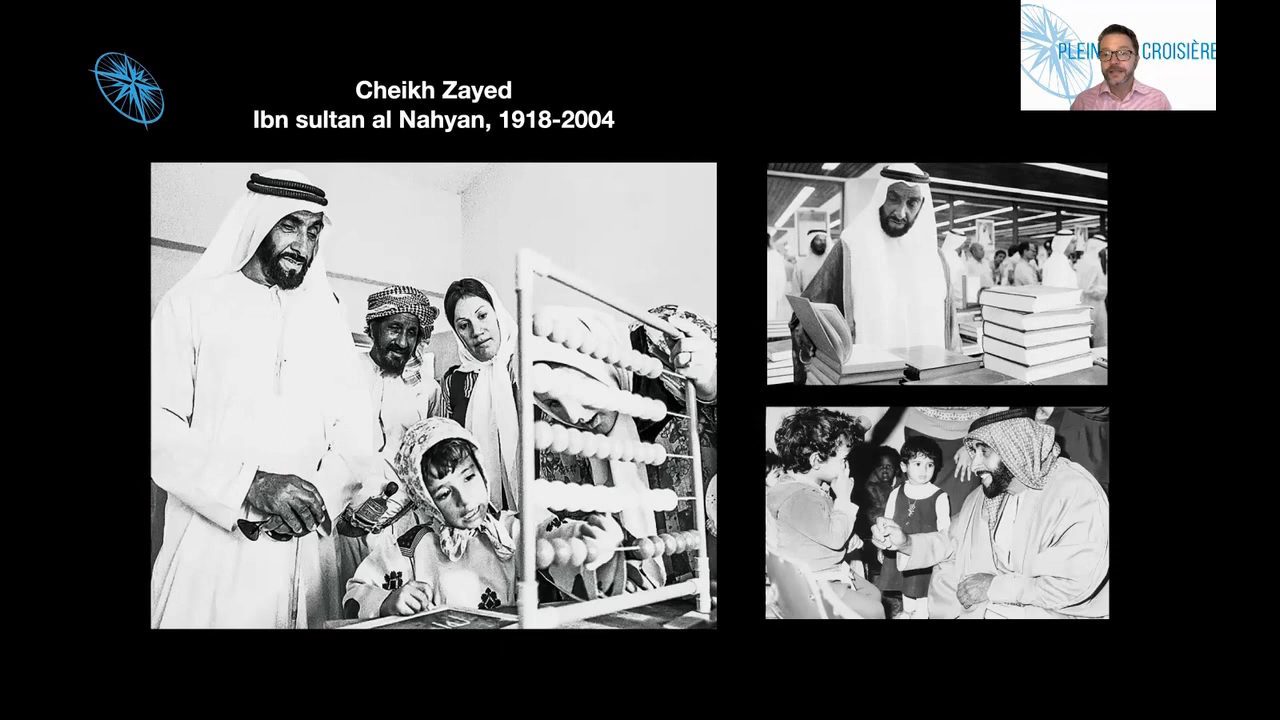 Cheikh Zayed
Ibn sultan al Nahyan, 1918-2004
PLEIN CROISIÈRE